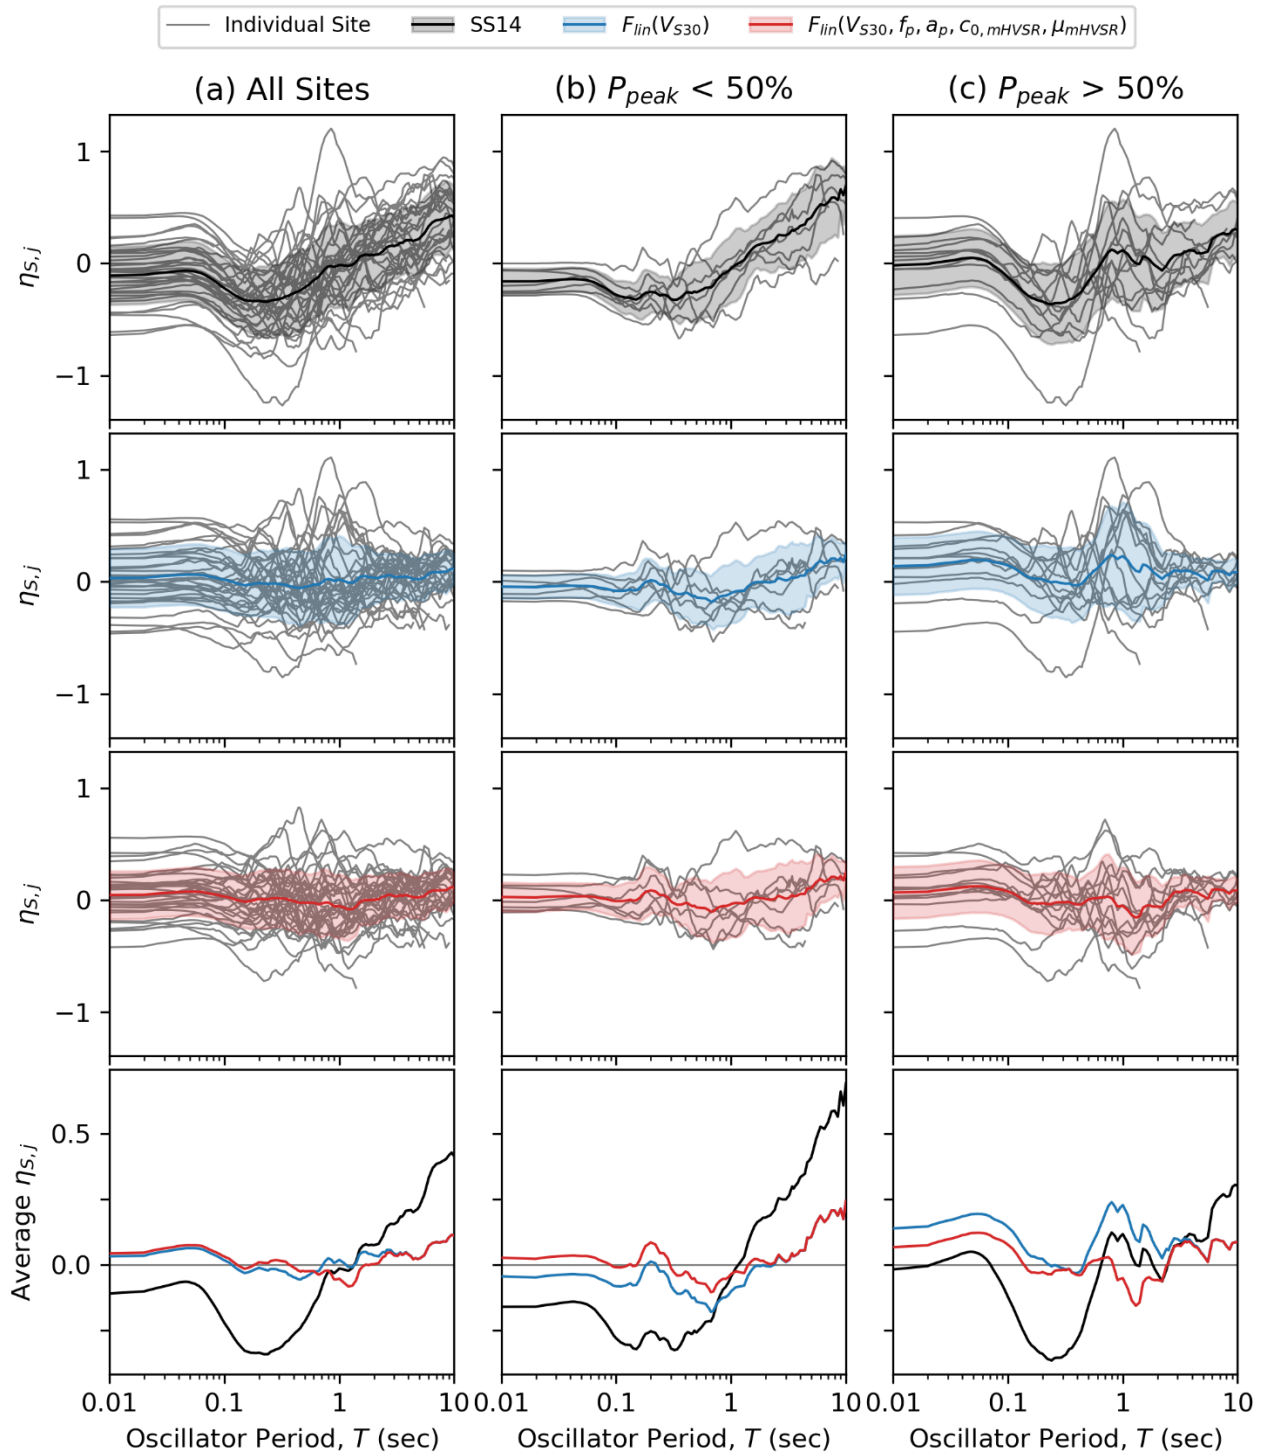 Individual Site SS14 F_lin(V_S30) F_lin(V_S30, f_p, a_p, c_0,mHVSR, μ_mHVSR)
(a) All Sites (b) P_peak < 50% (c) P_peak > 50%
1
η_S,j
0
−1
1
η_S,j
0
−1
1
η_S,j
0
−1
0.5
Average η_S,j
0.0
0.01 0.1 1 10 0.01 0.1 1 10 0.01 0.1 1 10
Oscillator Period, T (sec) Oscillator Period, T (sec) Oscillator Period, T (sec)